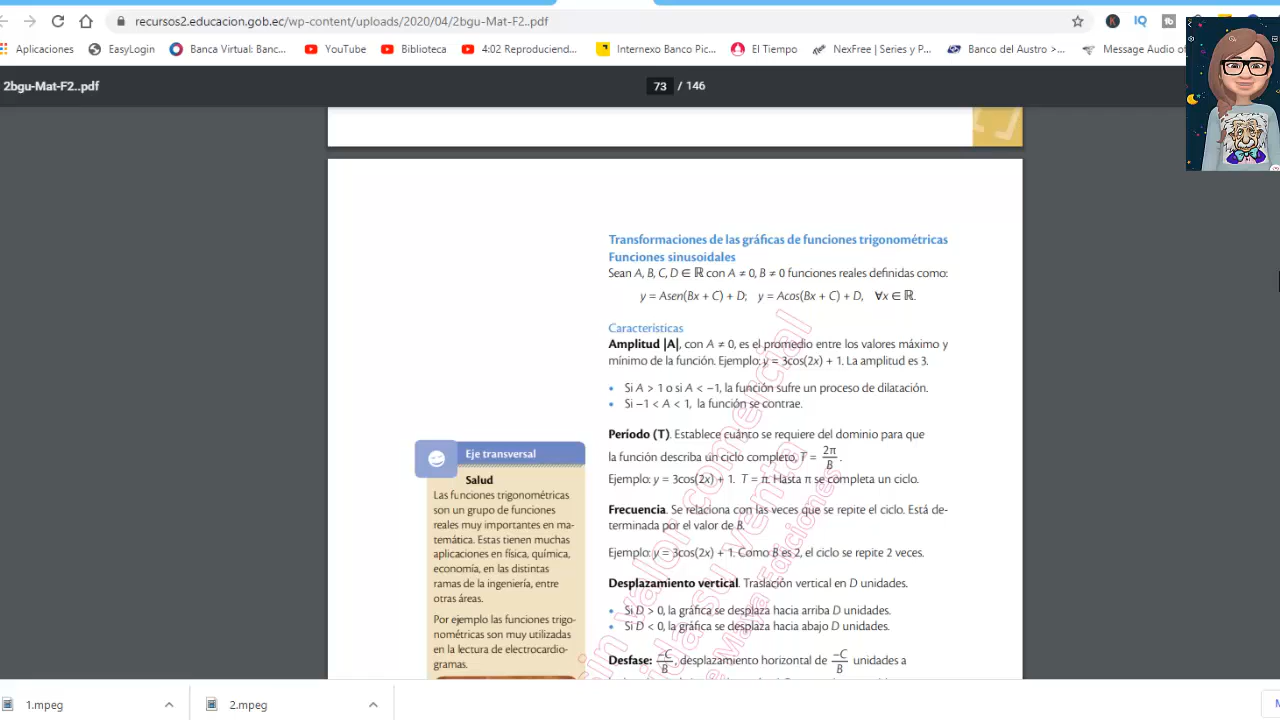 recursos2.educacion.gob.ec/wp-content/uploads/2020/04/2bgu-Mat-F2..pdf
K IQ
Aplicaciones EasyLogin Banca Virtual: Banc... YouTube Biblioteca 4:02 Reproduciend... Internexo Banco Pic... El Tiempo NexFree | Series y P... Banco del Austro >... Message Audio of
2bgu-Mat-F2..pdf
73 / 146
Transformaciones de las gráficas de funciones trigonométricas
Funciones sinusoidales
Sean A, B, C, D ∈ ℝ con A ≠ 0, B ≠ 0 funciones reales definidas como:
y = Asen(Bx + C) + D; y = Acos(Bx + C) + D, ∀x ∈ ℝ.
Características
Amplitud |A|, con A ≠ 0, es el promedio entre los valores máximo y
mínimo de la función. Ejemplo: y = 3cos(2x) + 1. La amplitud es 3.
• Si A > 1 o si A < −1, la función sufre un proceso de dilatación.
• Si −1 < A < 1, la función se contrae.
Período (T). Establece cuánto se requiere del dominio para que
la función describa un ciclo completo, T = 2π/B.
Ejemplo: y = 3cos(2x) + 1. T = π. Hasta π se completa un ciclo.
Frecuencia. Se relaciona con las veces que se repite el ciclo. Está de-
terminada por el valor de B.
Ejemplo: y = 3cos(2x) + 1. Como B es 2, el ciclo se repite 2 veces.
Desplazamiento vertical. Traslación vertical en D unidades.
• Si D > 0, la gráfica se desplaza hacia arriba D unidades.
• Si D < 0, la gráfica se desplaza hacia abajo D unidades.
Desfase: −C/B, desplazamiento horizontal de −C/B unidades a
Eje transversal
Salud
Las funciones trigonométricas
son un grupo de funciones
reales muy importantes en ma-
temática. Estas tienen muchas
aplicaciones en física, química,
economía, en las distintas
ramas de la ingeniería, entre
otras áreas.
Por ejemplo las funciones trigo-
nométricas son muy utilizadas
en la lectura de electrocardio-
gramas.
sin valor comercial
ida su venta
e Maya Ediciones
1.mpeg
2.mpeg
M